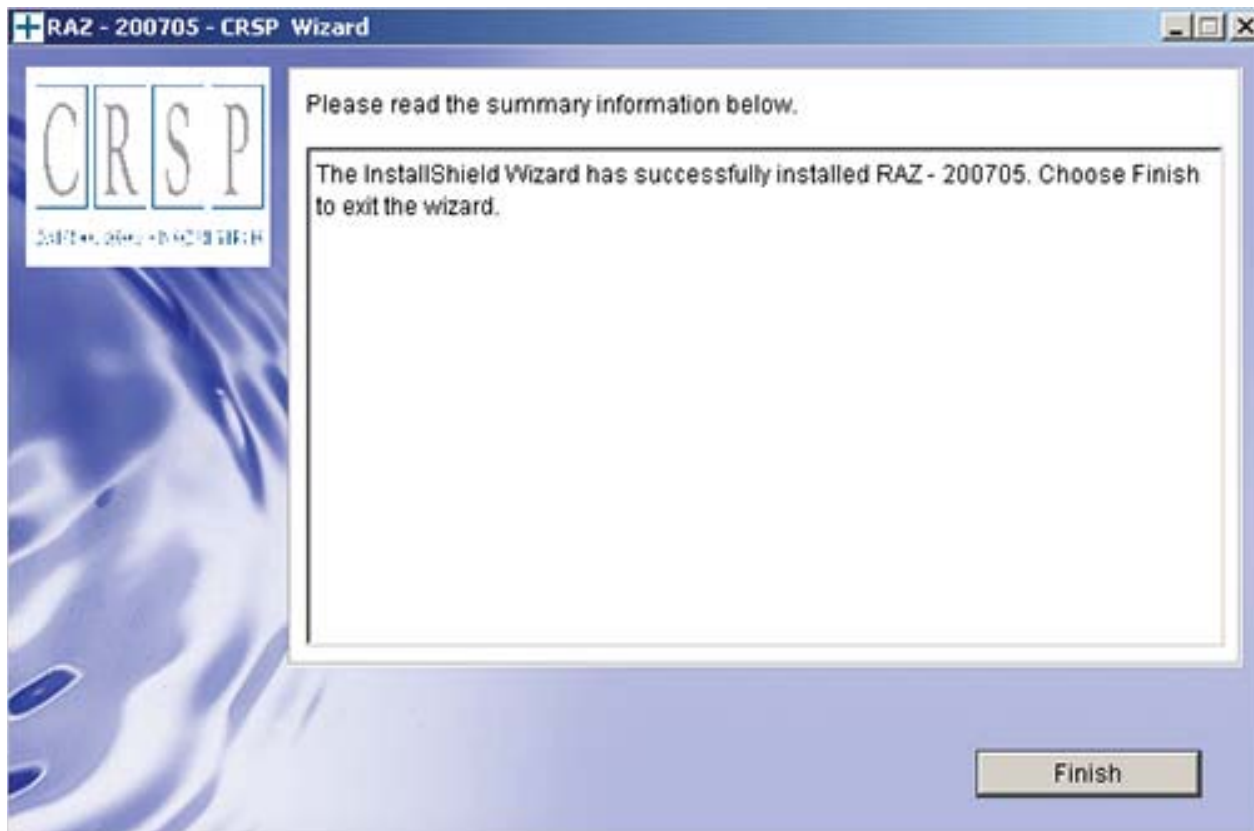 RAZ - 200705 - CRSP Wizard
CRSP
Please read the summary information below.
The InstallShield Wizard has successfully installed RAZ - 200705. Choose Finish
to exit the wizard.
Finish